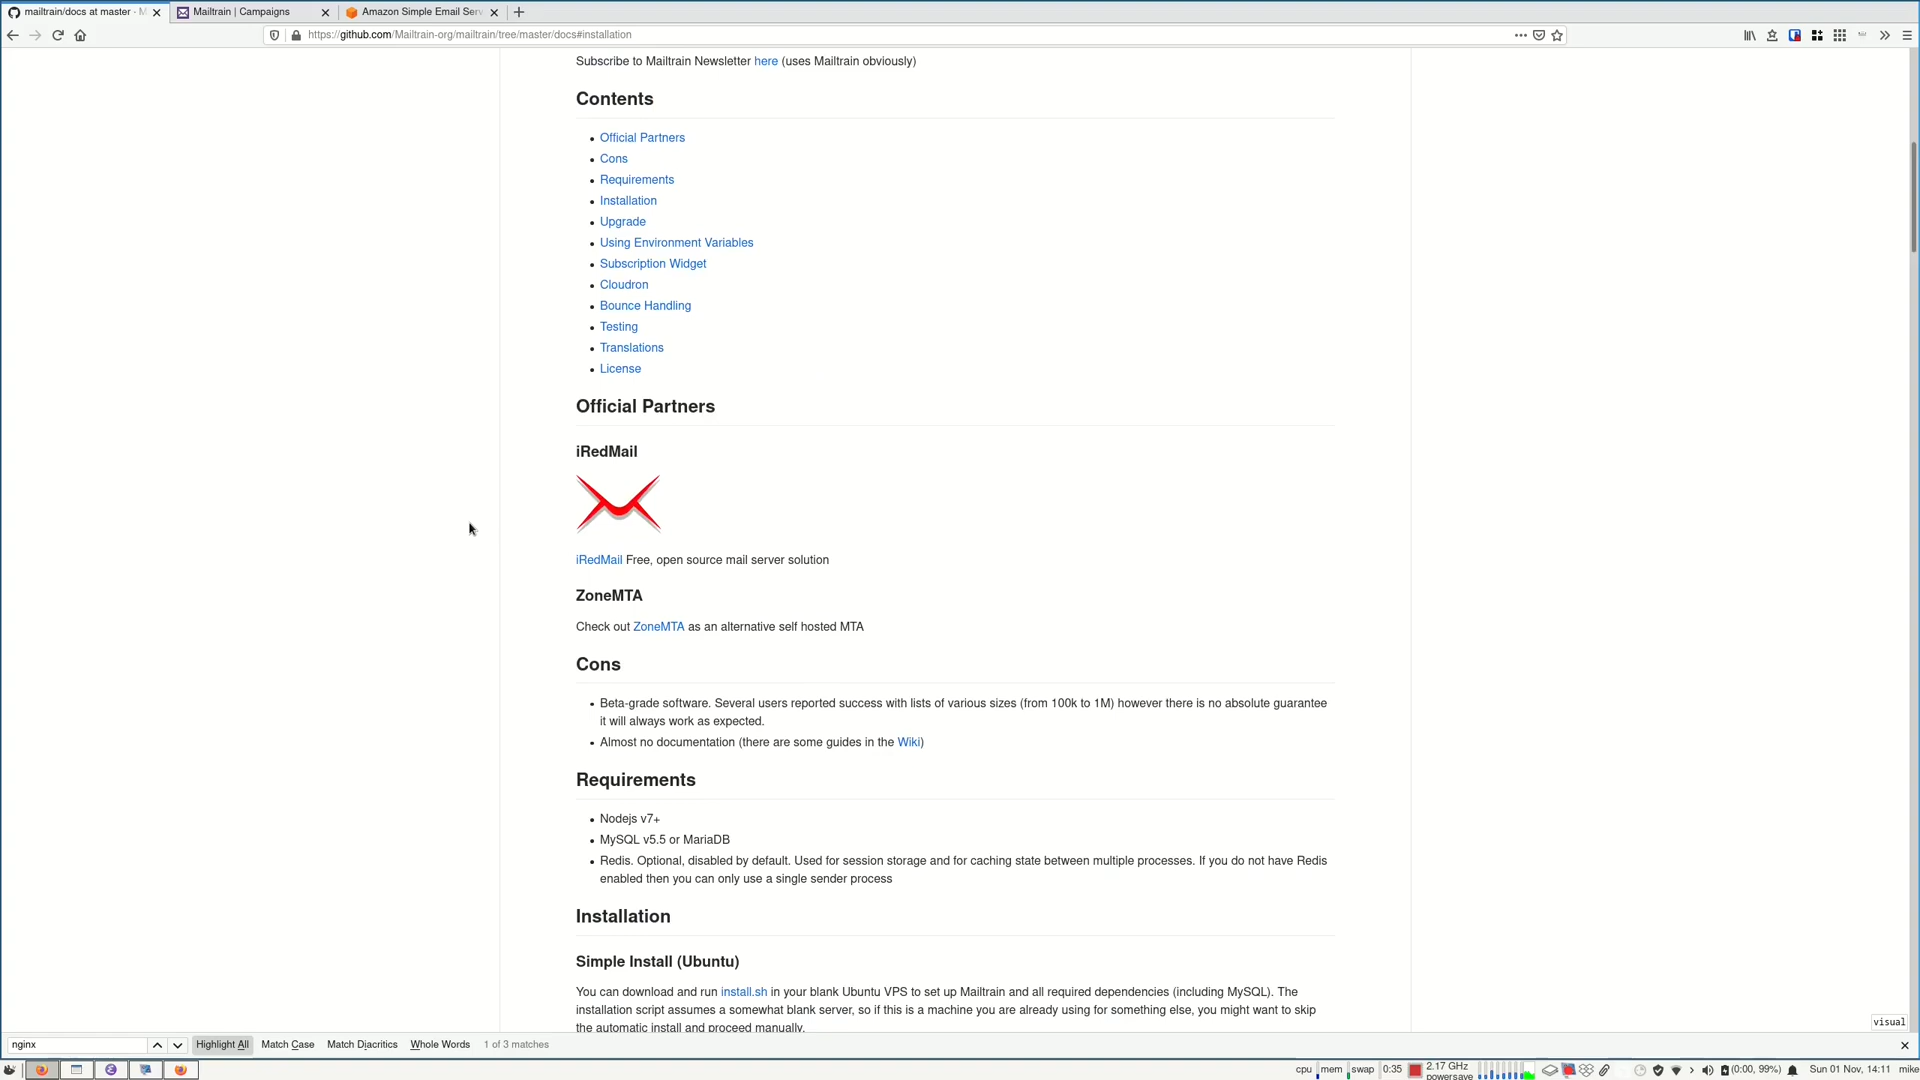 mailtrain/docs at master · M
Mailtrain | Campaigns
Amazon Simple Email Serv
https://github.com/Mailtrain-org/mailtrain/tree/master/docs#installation
Subscribe to Mailtrain Newsletter here (uses Mailtrain obviously)
Contents
Official Partners
Cons
Requirements
Installation
Upgrade
Using Environment Variables
Subscription Widget
Cloudron
Bounce Handling
Testing
Translations
License
Official Partners
iRedMail
iRedMail Free, open source mail server solution
ZoneMTA
Check out ZoneMTA as an alternative self hosted MTA
Cons
Beta-grade software. Several users reported success with lists of various sizes (from 100k to 1M) however there is no absolute guarantee
it will always work as expected.
Almost no documentation (there are some guides in the Wiki)
Requirements
Nodejs v7+
MySQL v5.5 or MariaDB
Redis. Optional, disabled by default. Used for session storage and for caching state between multiple processes. If you do not have Redis
enabled then you can only use a single sender process
Installation
Simple Install (Ubuntu)
You can download and run install.sh in your blank Ubuntu VPS to set up Mailtrain and all required dependencies (including MySQL). The
installation script assumes a somewhat blank server, so if this is a machine you are already using for something else, you might want to skip
the automatic install and proceed manually.
visual
nginx Highlight All Match Case Match Diacritics Whole Words 1 of 3 matches
cpu mem swap 0:35 2.17 GHz powersave (0:00, 99%) Sun 01 Nov, 14:11 mike